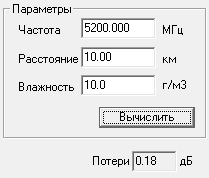 Параметры
Частота 5200.000 МГц
Расстояние 10.00 км
Влажность 10.0 г/м3
Вычислить
Потери 0.18 дБ